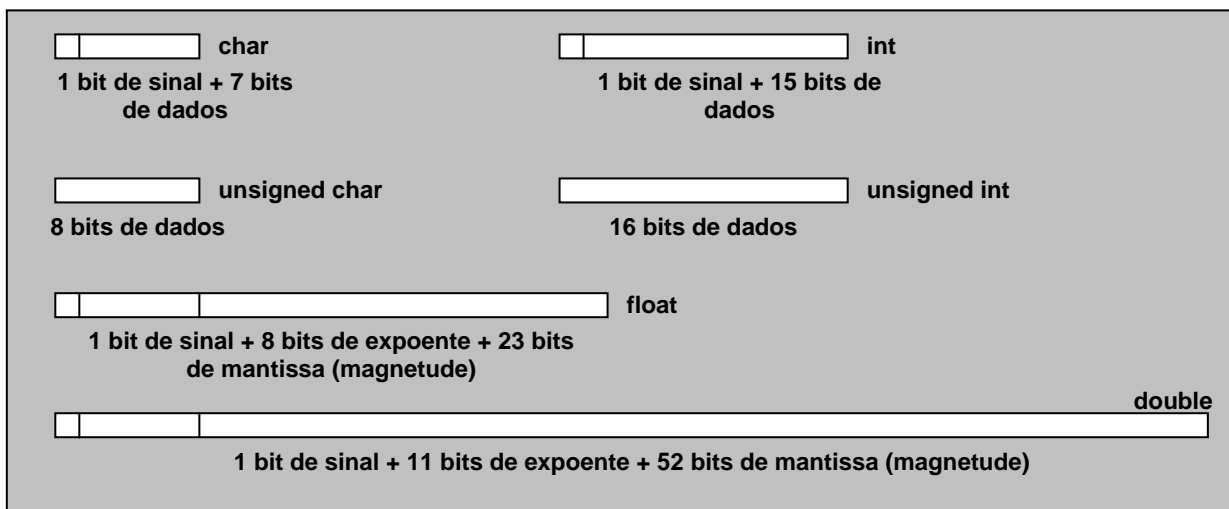 char
1 bit de sinal + 7 bits
de dados
int
1 bit de sinal + 15 bits de
dados
unsigned char
8 bits de dados
unsigned int
16 bits de dados
float
1 bit de sinal + 8 bits de expoente + 23 bits
de mantissa (magnetude)
double
1 bit de sinal + 11 bits de expoente + 52 bits de mantissa (magnetude)